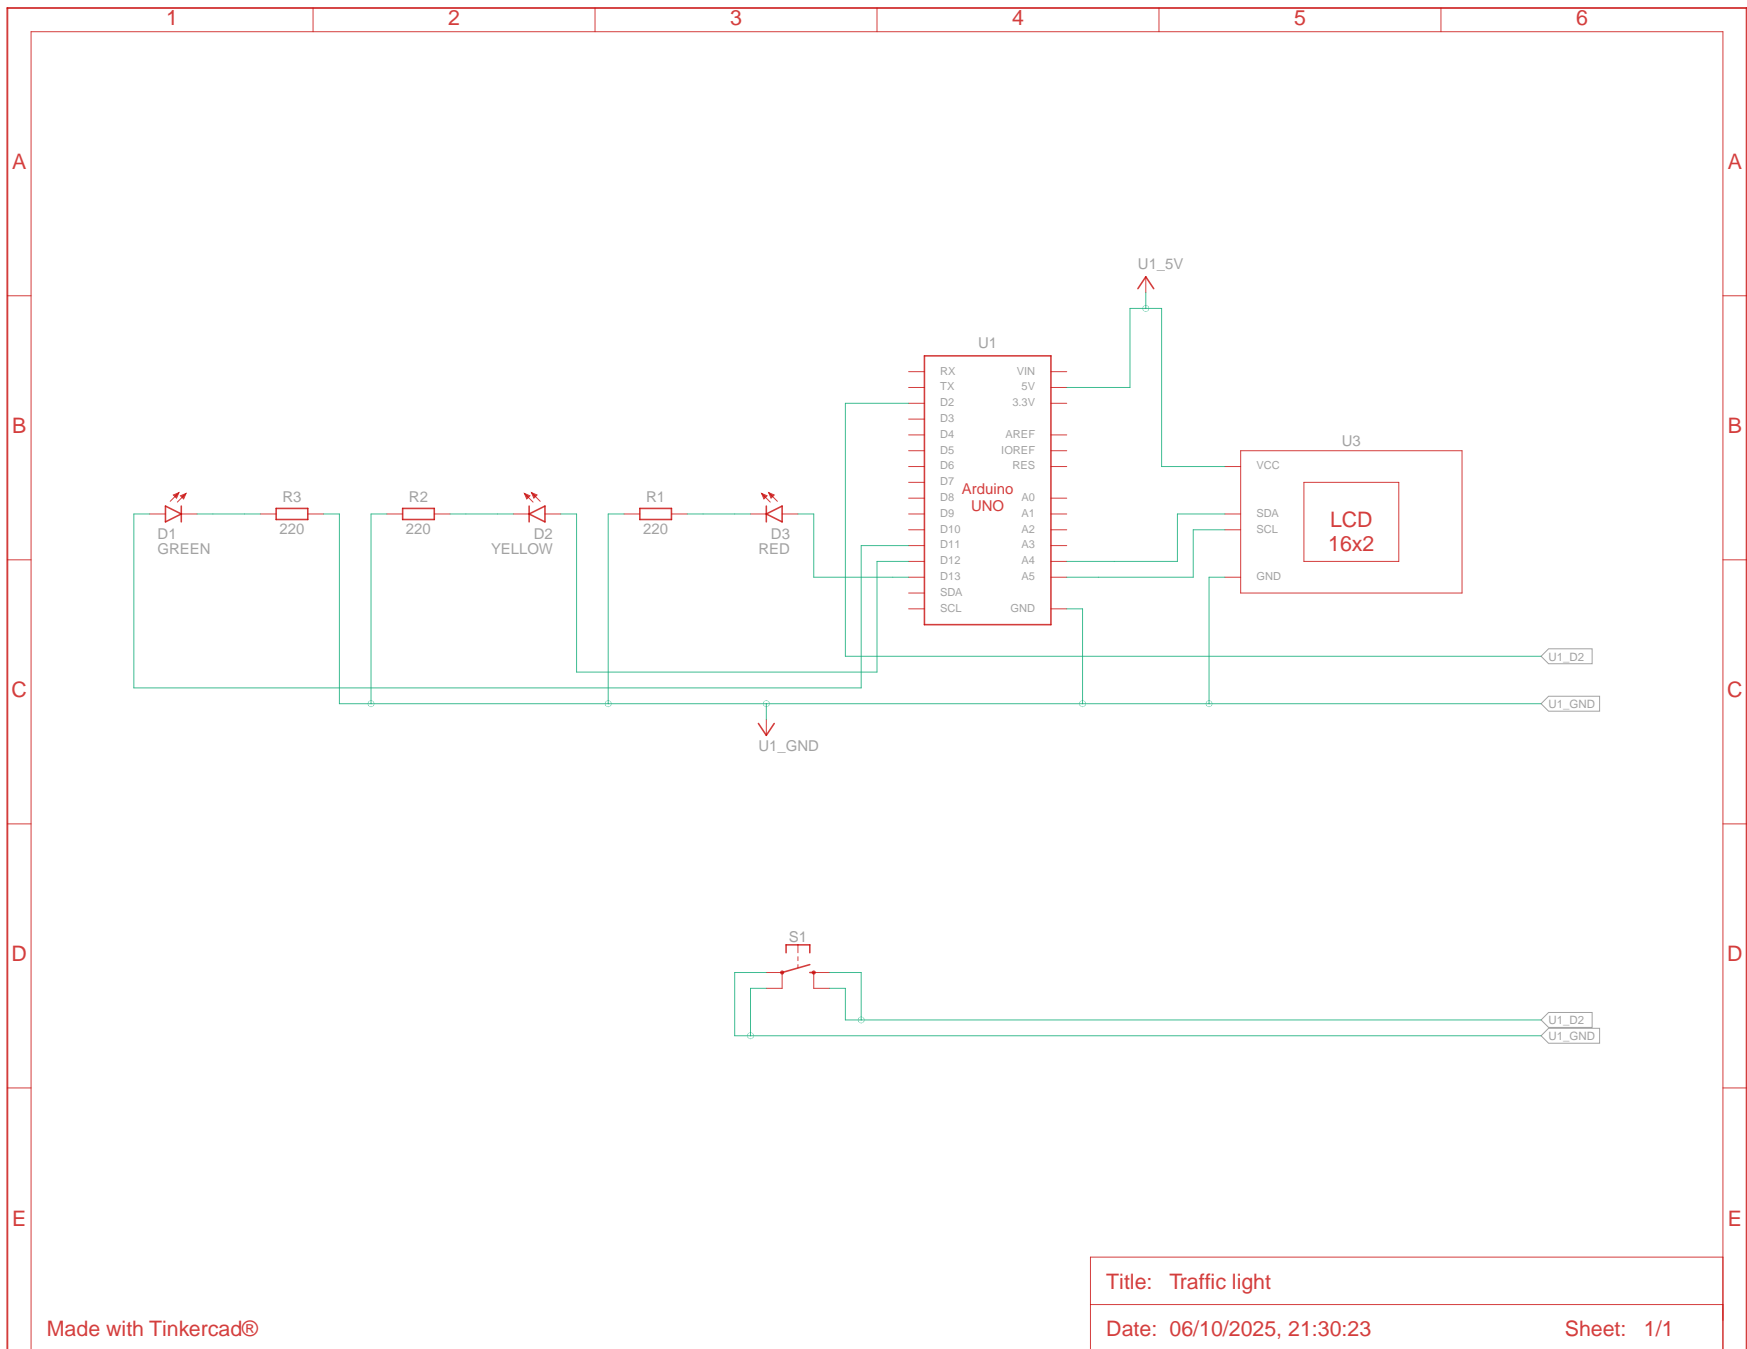 1 2 3 4 5 6
A A
U1_5V
U1
RX VIN
TX 5V
D2 3.3V
D3
B B
D4 AREF
U3
D5 IOREF
D6 RES
VCC
D7
Arduino
R3 R2 R1
D8 A0
UNO
D9 A1
SDA
LCD
220 220 220
D10 A2
SCL
D1 D2 D3
16x2
D11 A3
GREEN YELLOW RED
D12 A4
D13 A5
GND
SDA
SCL GND
U1_D2
C C
U1_GND
U1_GND
S1
D D
U1_D2
U1_GND
E E
Title: Traffic light
Made with Tinkercad®
Date: 06/10/2025, 21:30:23 Sheet: 1/1